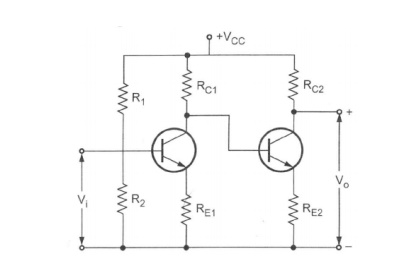 +VCC
R1
RC1
RC2
+
Vi
Vo
R2
RE1
RE2
−